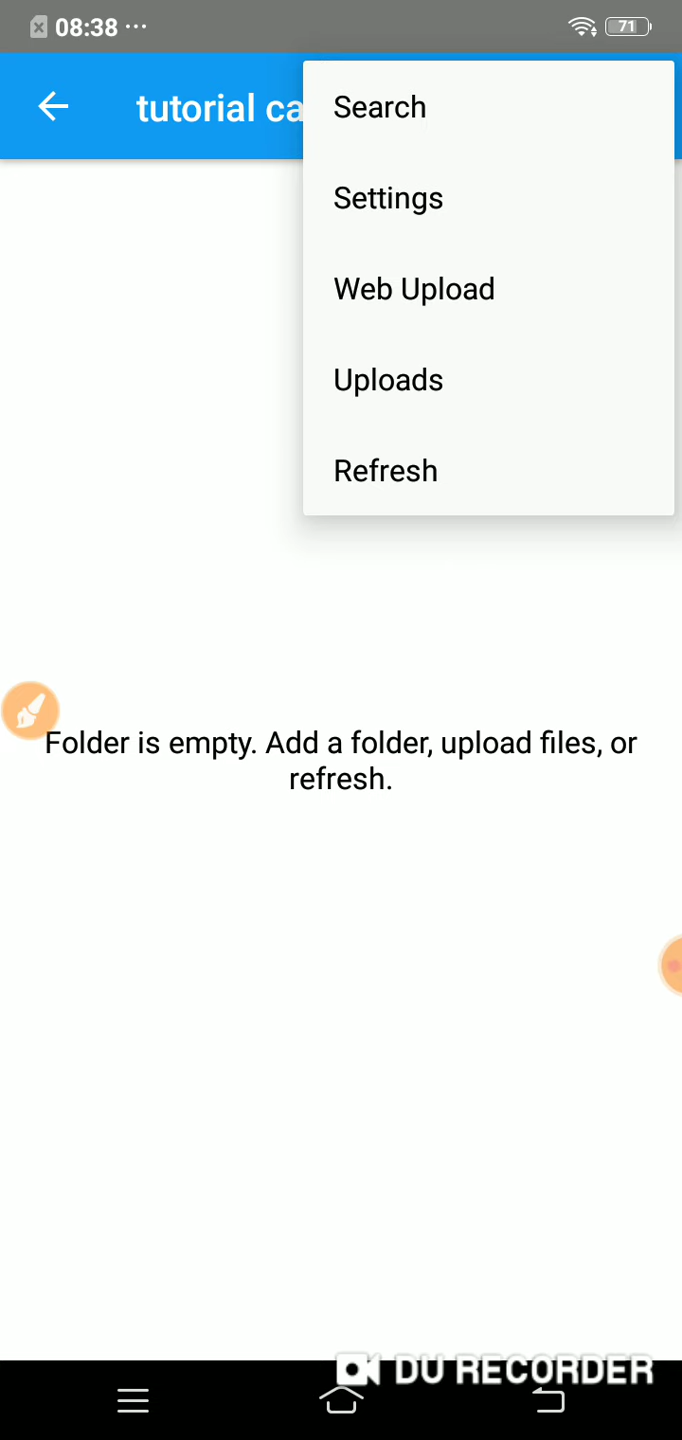 08:38 ...
71
tutorial ca
Search
Settings
Web Upload
Uploads
Refresh
Folder is empty. Add a folder, upload files, or
refresh.
DU RECORDER